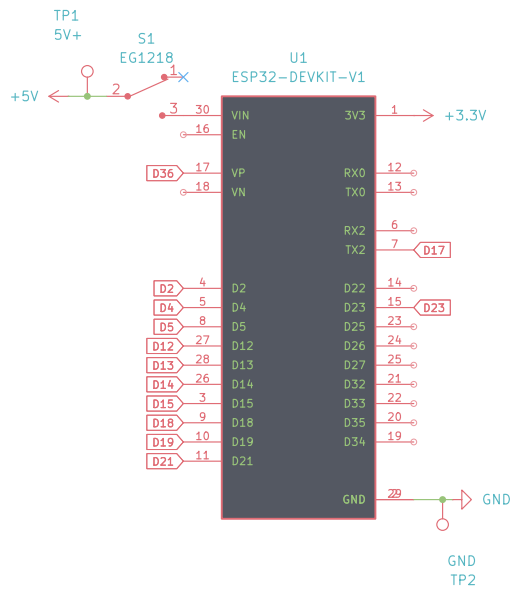 TP1
5V+
S1
EG1218
+5V
2
1
3
U1
ESP32-DEVKIT-V1
30 VIN 3V3 1 +3.3V
16 EN
D36 17 VP RX0 12
18 VN TX0 13
RX2 6
TX2 7 D17
D2 4 D2 D22 14
D4 5 D4 D23 15 D23
D5 8 D5 D25 23
D12 27 D12 D26 24
D13 28 D13 D27 25
D14 26 D14 D32 21
D15 3 D15 D33 22
D18 9 D18 D35 20
D19 10 D19 D34 19
D21 11 D21
GND GND
GND
TP2